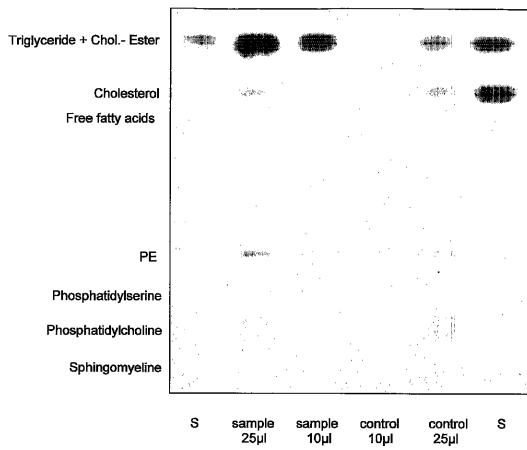 Triglyceride + Chol.- Ester
Cholesterol
Free fatty acids
PE
Phosphatidylserine
Phosphatidylcholine
Sphingomyeline
S sample sample control control S
25µl 10µl 10µl 25µl